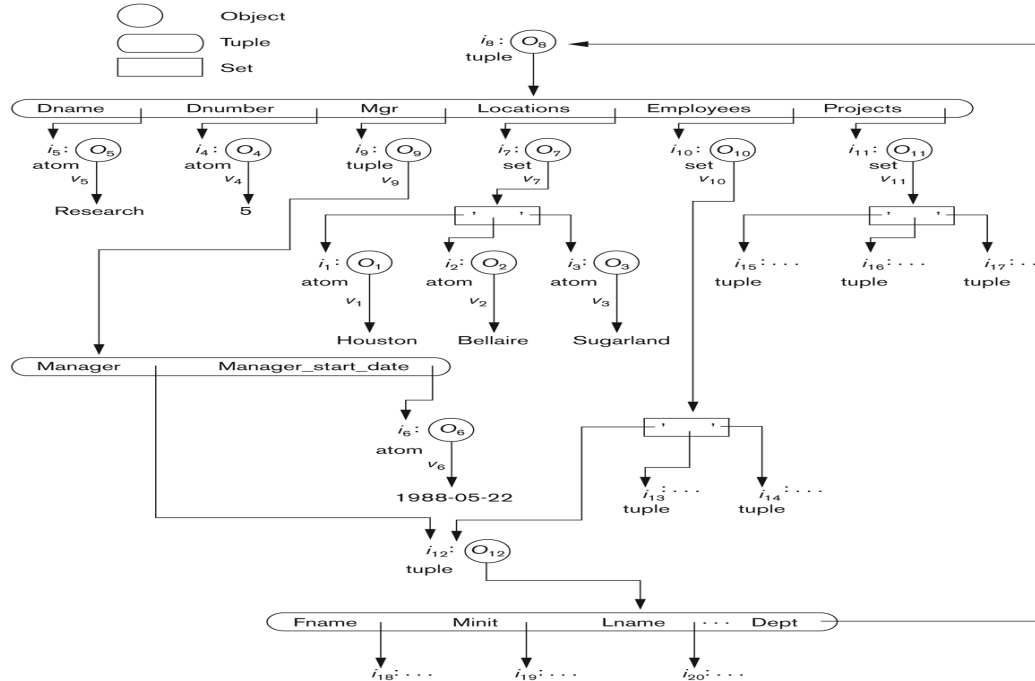 Object
Tuple
Set
i8: O8
tuple
Dname Dnumber Mgr Locations Employees Projects
i5: O5 i4: O4 i9: O9 i7: O7 i10: O10 i11: O11
atom atom tuple set set set
v5 v4 v9 v7 v10 v11
Research 5
, , , ,
i1: O1 i2: O2 i3: O3 i15: . . . i16: . . . i17: . .
atom atom atom tuple tuple tuple
v1 v2 v3
Houston Bellaire Sugarland
Manager Manager_start_date
i6: O6 , ,
atom
v6
1988-05-22 i13: . . . i14: . . .
tuple tuple
i12: O12
tuple
Fname Minit Lname . . . Dept
i18: . . . i19: . . . i20: . . .